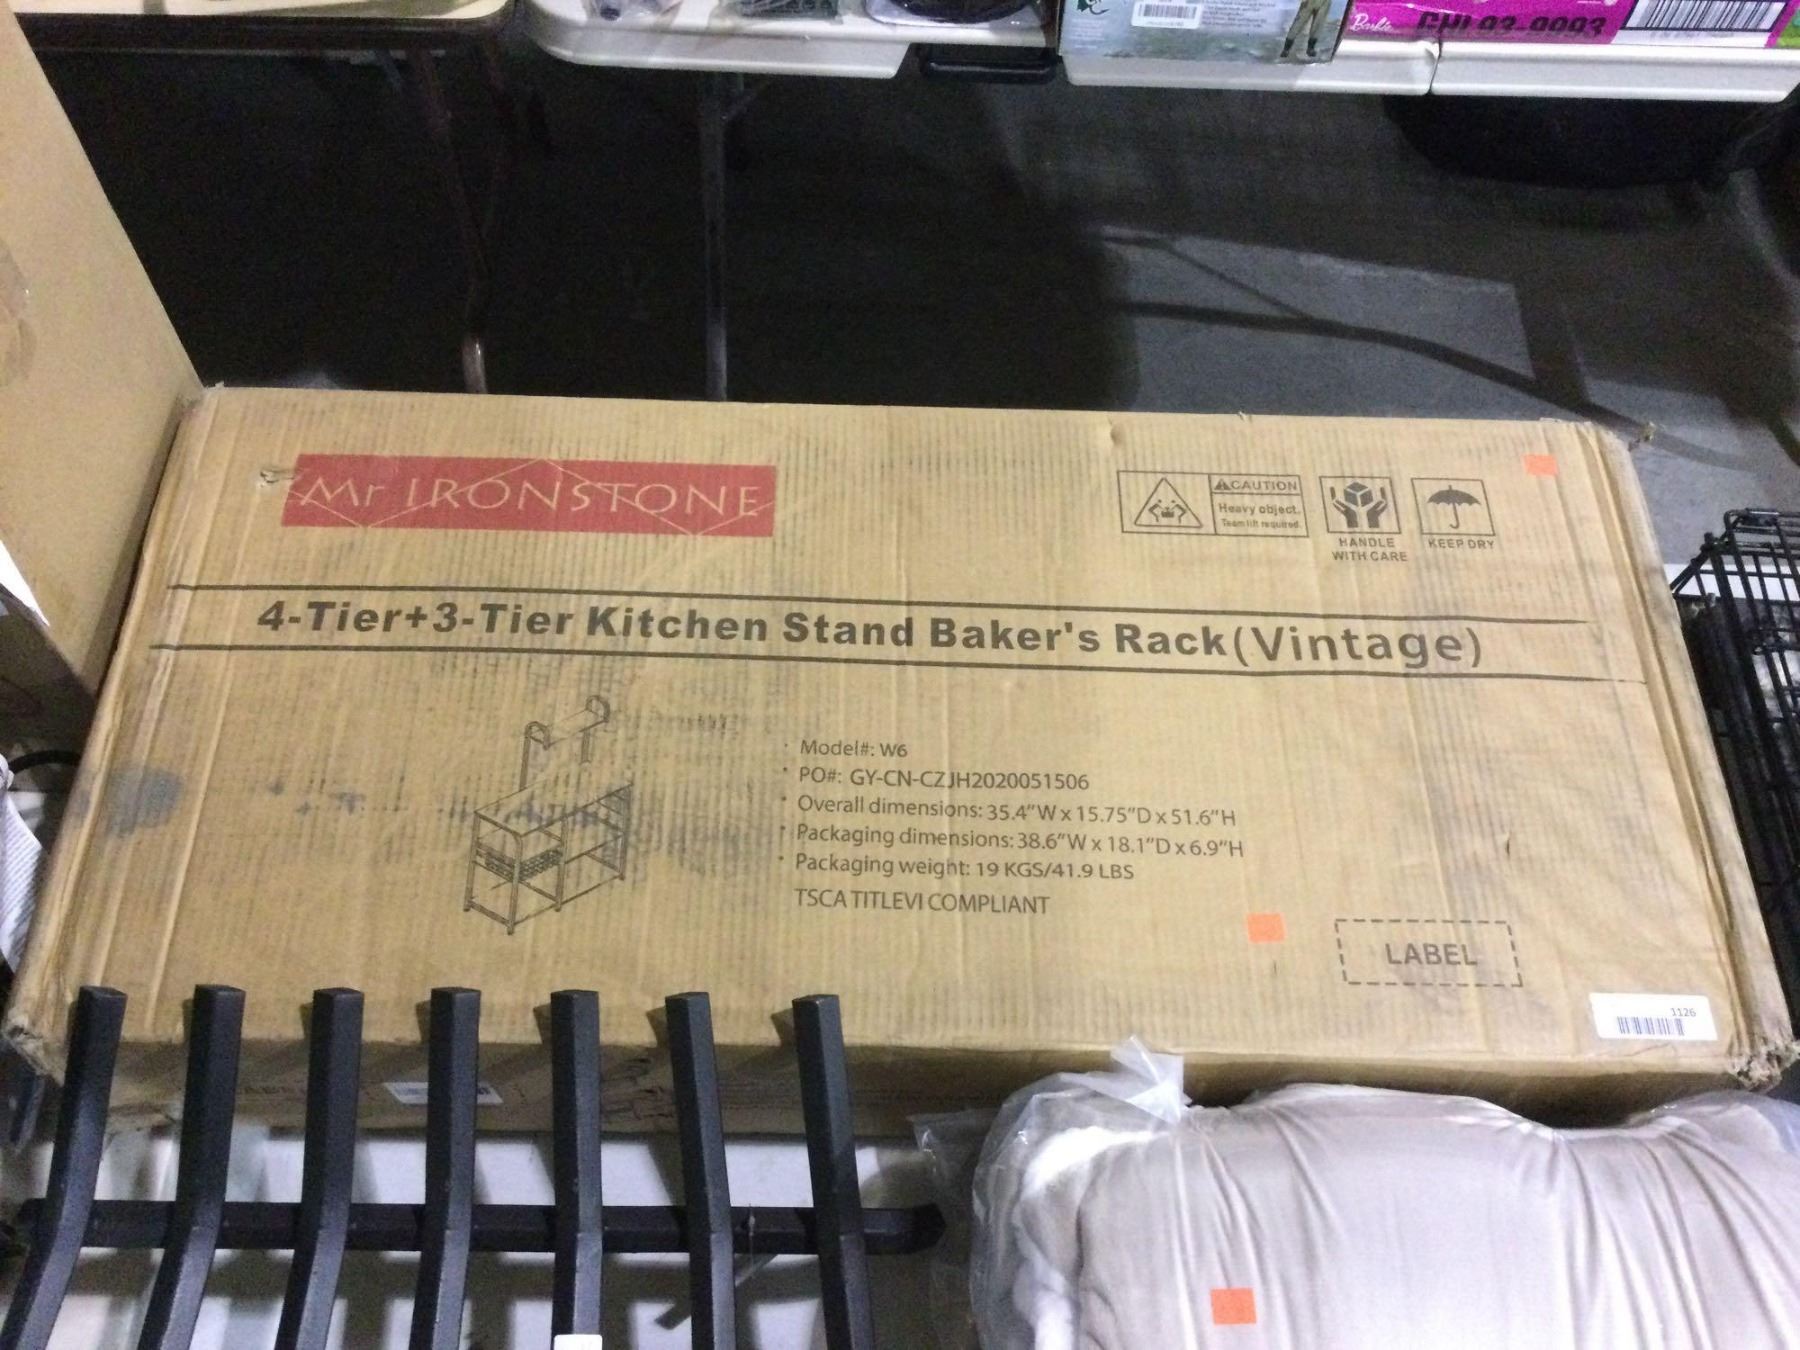 Barbie
Mr IRONSTONE
CAUTION
Heavy object.
Team lift required.
HANDLE
WITH CARE
KEEP DRY
4-Tier+3-Tier Kitchen Stand Baker's Rack(Vintage)
· Model#: W6
· PO#: GY-CN-CZJH2020051506
· Overall dimensions: 35.4"W x 15.75"D x 51.6"H
· Packaging dimensions: 38.6"W x 18.1"D x 6.9"H
· Packaging weight: 19 KGS/41.9 LBS
TSCA TITLEVI COMPLIANT
LABEL
1126